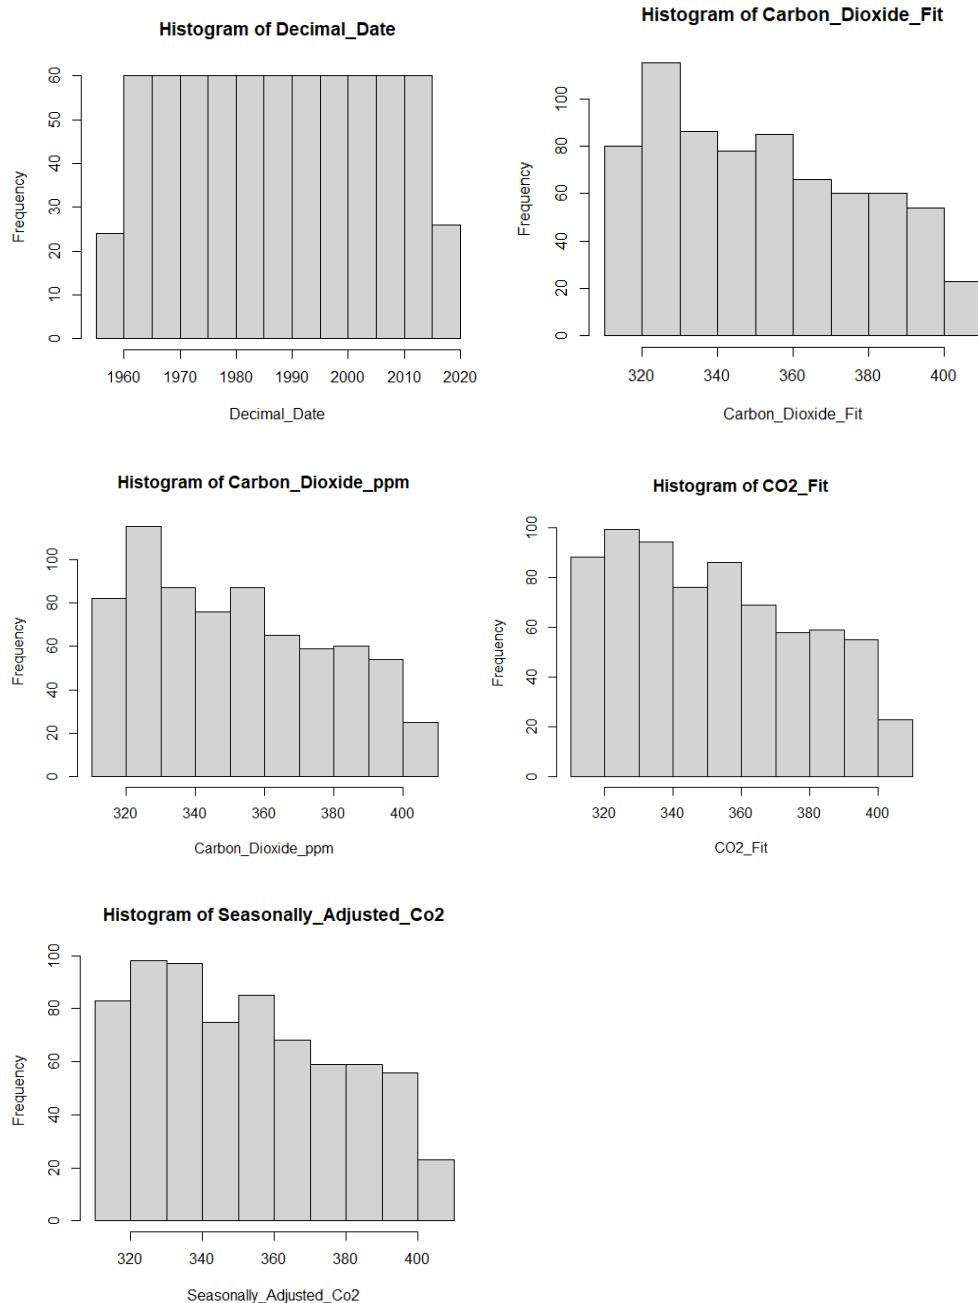 Histogram of Decimal_Date
Frequency
0 10 20 30 40 50 60
1960 1970 1980 1990 2000 2010 2020
Decimal_Date
Histogram of Carbon_Dioxide_Fit
Frequency
0 20 40 60 80 100
320 340 360 380 400
Carbon_Dioxide_Fit
Histogram of Carbon_Dioxide_ppm
Frequency
0 20 40 60 80 100
320 340 360 380 400
Carbon_Dioxide_ppm
Histogram of CO2_Fit
Frequency
0 20 40 60 80 100
320 340 360 380 400
CO2_Fit
Histogram of Seasonally_Adjusted_Co2
Frequency
0 20 40 60 80 100
320 340 360 380 400
Seasonally_Adjusted_Co2